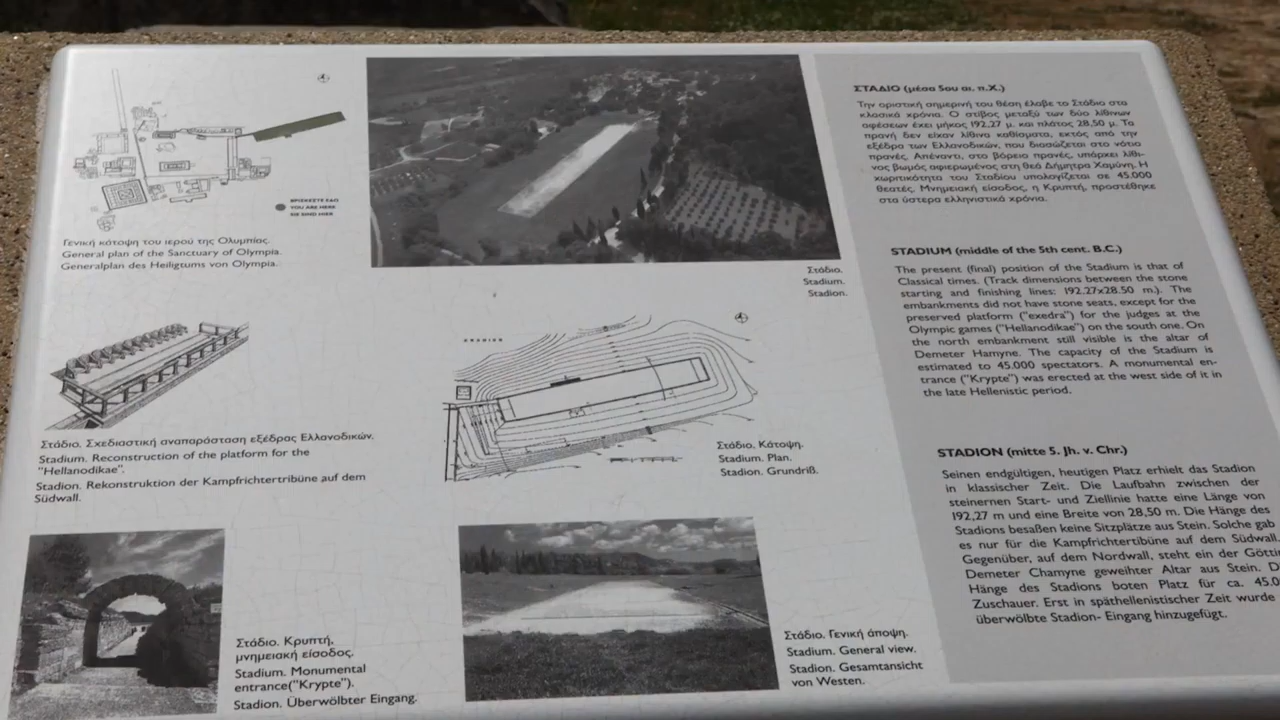 ΒΡΙΣΚΕΣΤΕ ΕΔΩ
YOU ARE HERE
SIE SIND HIER
Γενική κάτοψη του ιερού της Ολυμπίας.
General plan of the Sanctuary of Olympia.
Generalplan des Heiligtums von Olympia.
Στάδιο.
Stadium.
Stadion.
Στάδιο. Σχεδιαστική αναπαράσταση εξέδρας Ελλανοδικών.
Stadium. Reconstruction of the platform for the
"Hellanodikae".
Stadion. Rekonstruktion der Kampfrichtertribüne auf dem
Südwall.
Στάδιο. Κάτοψη.
Stadium. Plan.
Stadion. Grundriß.
Στάδιο. Κρυπτή,
μνημειακή είσοδος.
Stadium. Monumental
entrance("Krypte").
Stadion. Überwölbter Eingang.
Στάδιο. Γενική άποψη.
Stadium. General view.
Stadion. Gesamtansicht
von Westen.
ΣΤΑΔΙΟ (μέσα 5ου αι. π.Χ.)
Την οριστική σημερινή του θέση έλαβε το Στάδιο στα
κλασικά χρόνια. Ο στίβος μεταξύ των δύο λίθινων
αφέσεων έχει μήκος 192,27 μ. και πλάτος 28,50 μ. Τα
πρανή δεν είχαν λίθινα καθίσματα, εκτός από την
εξέδρα των Ελλανοδικών, που διασώζεται στο νότιο
πρανές. Απέναντι, στο βόρειο πρανές, υπάρχει λίθι-
νος βωμός αφιερωμένος στη θεά Δήμητρα Χαμύνη. Η
χωρητικότητα του Σταδίου υπολογίζεται σε 45.000
θεατές. Μνημειακή είσοδος, η Κρυπτή, προστέθηκε
στα ύστερα ελληνιστικά χρόνια.
STADIUM (middle of the 5th cent. B.C.)
The present (final) position of the Stadium is that of
Classical times. (Track dimensions between the stone
starting and finishing lines: 192.27x28.50 m.). The
embankments did not have stone seats, except for the
preserved platform ("exedra") for the judges at the
Olympic games ("Hellanodikae") on the south one. On
the north embankment still visible is the altar of
Demeter Hamyne. The capacity of the Stadium is
estimated to 45.000 spectators. A monumental en-
trance ("Krypte") was erected at the west side of it in
the late Hellenistic period.
STADION (mitte 5. Jh. v. Chr.)
Seinen endgültigen, heutigen Platz erhielt das Stadion
in klassischer Zeit. Die Laufbahn zwischen der
steinernen Start- und Ziellinie hatte eine Länge von
192,27 m und eine Breite von 28,50 m. Die Hänge des
Stadions besaßen keine Sitzplätze aus Stein. Solche gab
es nur für die Kampfrichtertibüne auf dem Südwall.
Gegenüber, auf dem Nordwall, steht ein der Götti
Demeter Chamyne geweihter Altar aus Stein. D
Hänge des Stadions boten Platz für ca. 45.0
Zuschauer. Erst in späthellenistischer Zeit wurde
überwölbte Stadion- Eingang hinzugefügt.